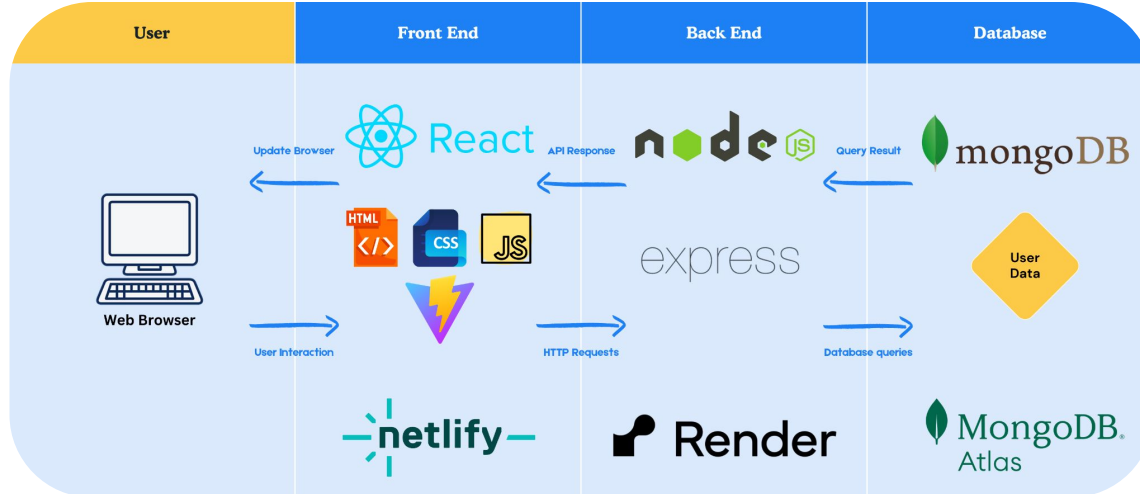 User
Front End
Back End
Database
Update Browser
React
API Response
node
JS
Query Result
mongoDB
HTML
CSS
JS
express
User
Data
Web Browser
User Interaction
HTTP Requests
Database queries
netlify
Render
MongoDB®
Atlas